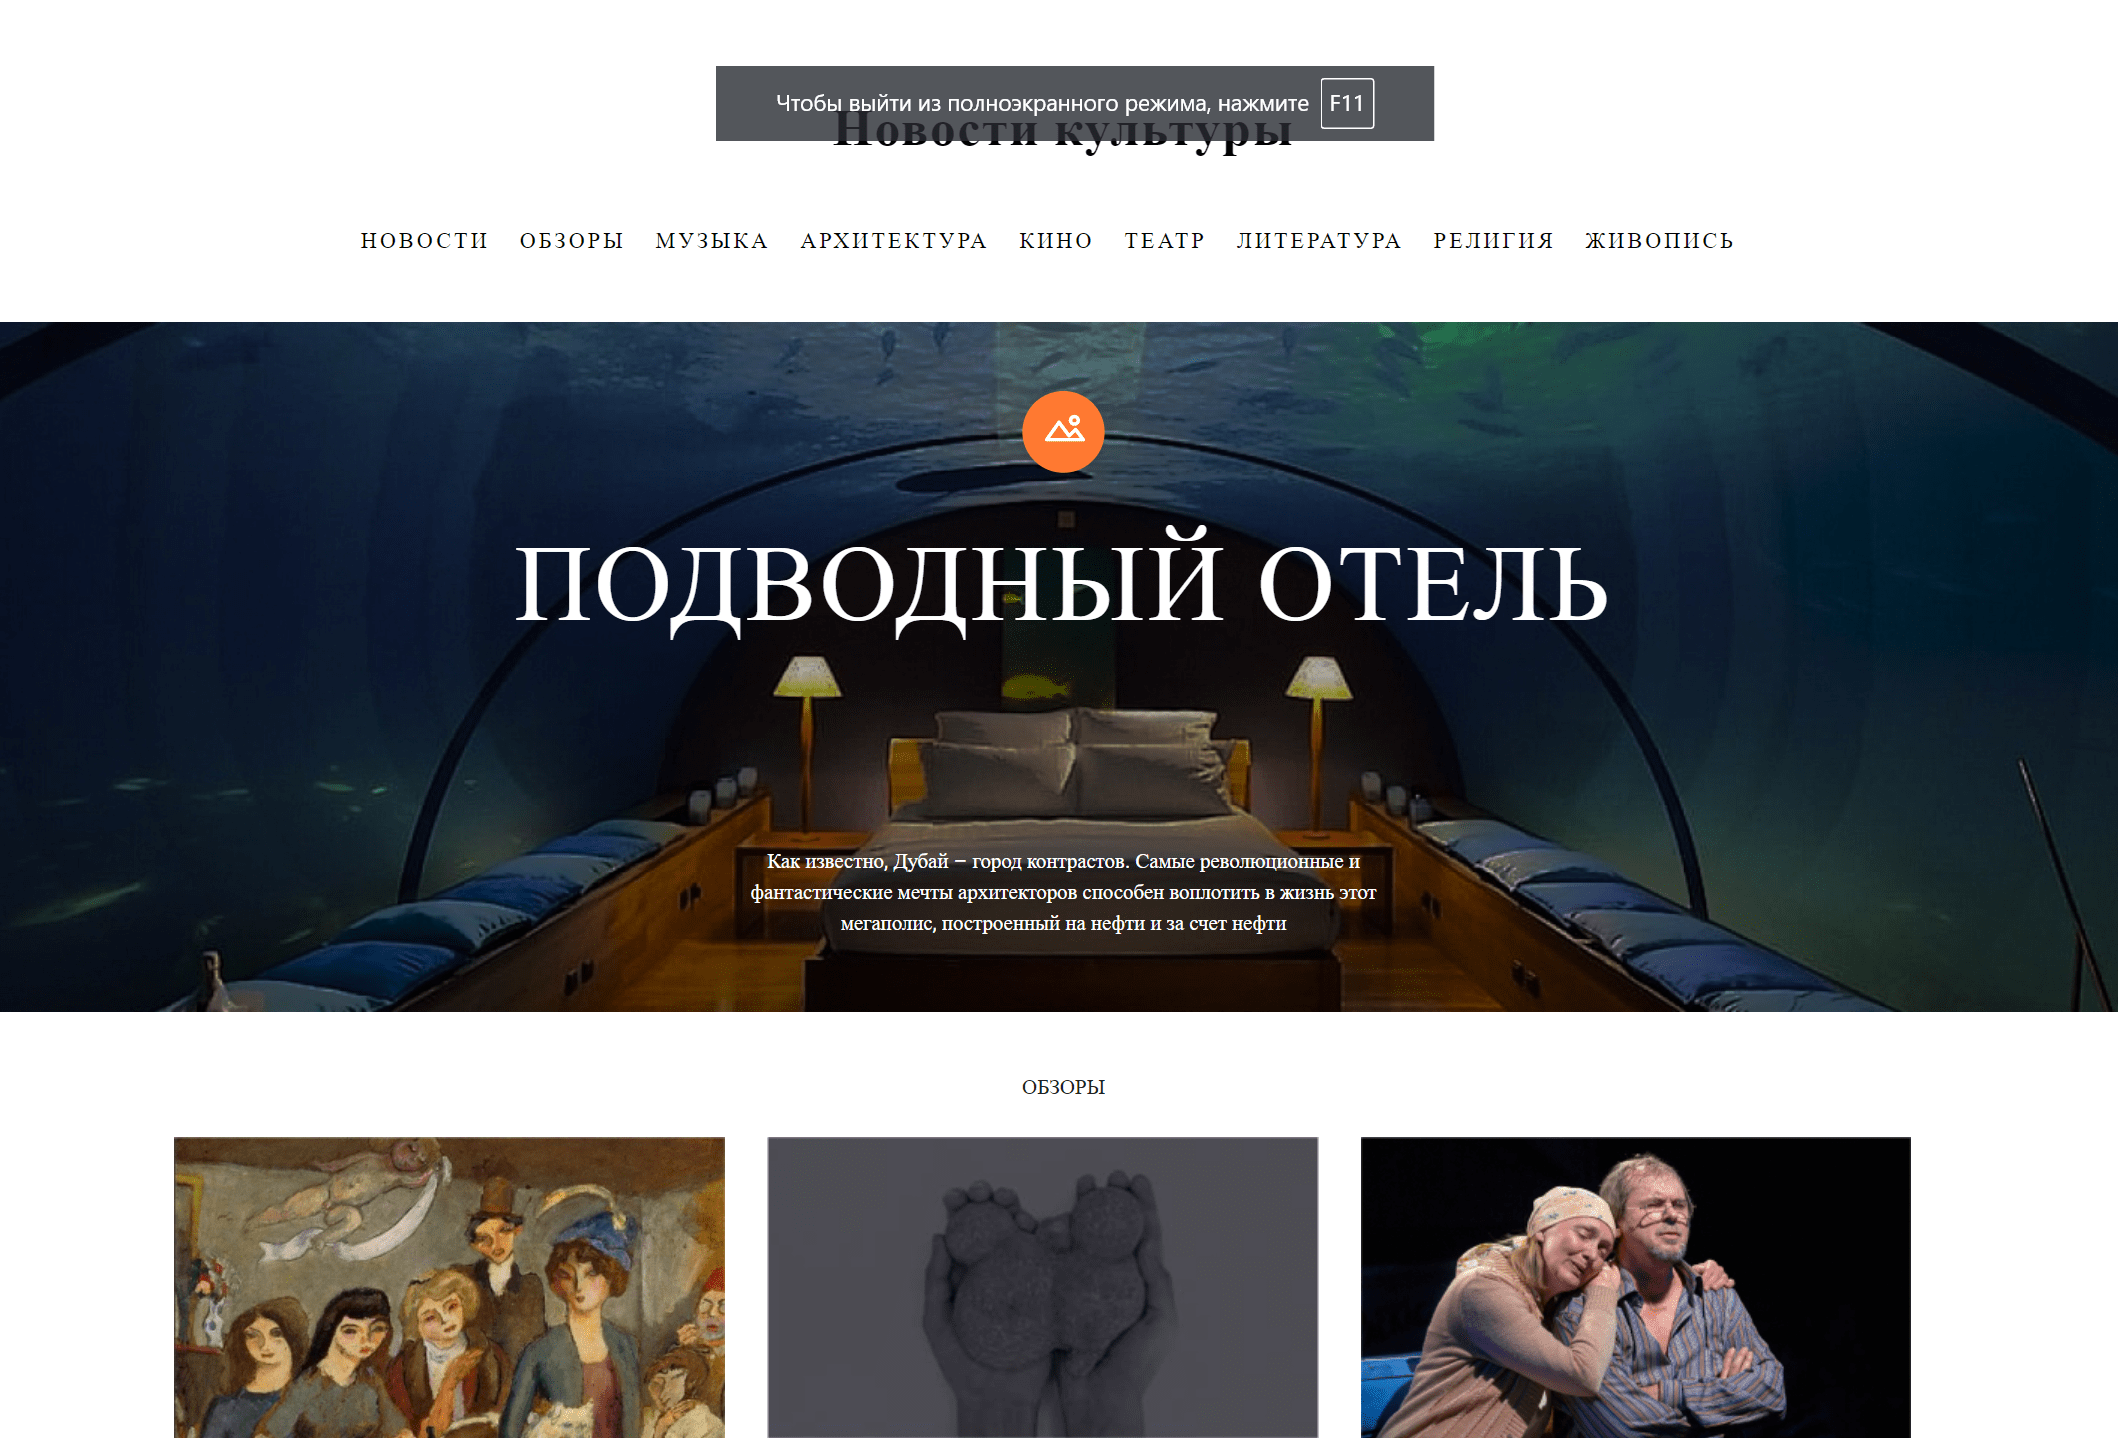 Чтобы выйти из полноэкранного режима, нажмите F11
Новости культуры
НОВОСТИ ОБЗОРЫ МУЗЫКА АРХИТЕКТУРА КИНО ТЕАТР ЛИТЕРАТУРА РЕЛИГИЯ ЖИВОПИСЬ
ПОДВОДНЫЙ ОТЕЛЬ
Как известно, Дубай – город контрастов. Самые революционные и
фантастические мечты архитекторов способен воплотить в жизнь этот
мегаполис, построенный на нефти и за счет нефти
ОБЗОРЫ